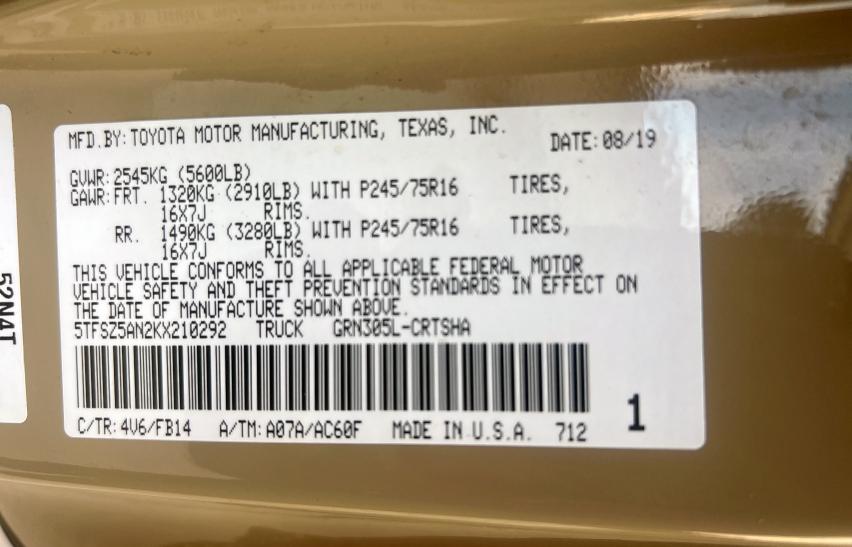 MFD.BY: TOYOTA MOTOR MANUFACTURING, TEXAS, INC. DATE: 08/19
GVWR: 2545KG (5600LB)
GAWR: FRT. 1320KG (2910LB) WITH P245/75R16 TIRES,
16X7J RIMS.
RR. 1490KG (3280LB) WITH P245/75R16 TIRES,
16X7J RIMS.
THIS VEHICLE CONFORMS TO ALL APPLICABLE FEDERAL MOTOR
VEHICLE SAFETY AND THEFT PREVENTION STANDARDS IN EFFECT ON
THE DATE OF MANUFACTURE SHOWN ABOVE.
5TFSZ5AN2KX210292 TRUCK GRN305L-CRTSHA
C/TR: 4V6/FB14 A/TM: A07A/AC60F MADE IN U.S.A. 712 1
52N4T